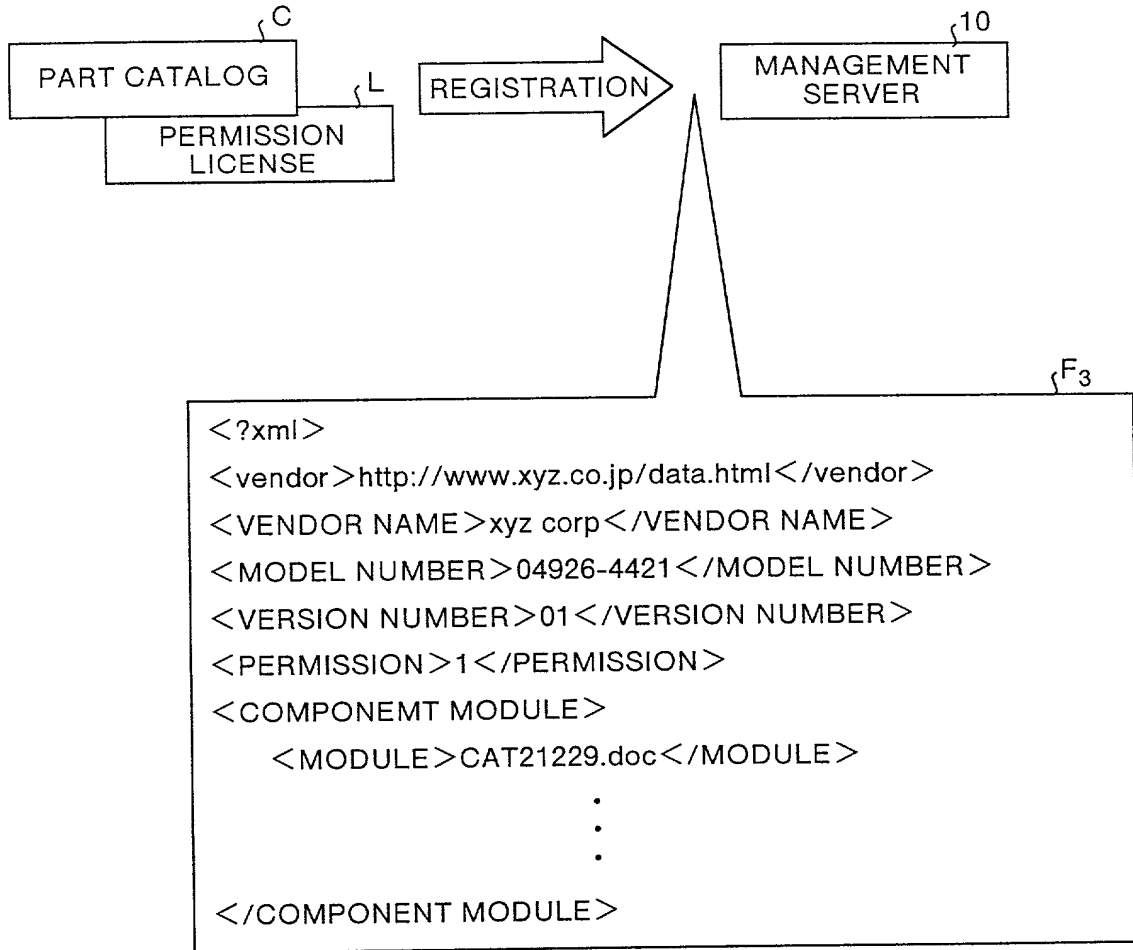 C
PART CATALOG
L
PERMISSION
LICENSE
REGISTRATION
10
MANAGEMENT
SERVER
F3
<?xml>
<vendor>http://www.xyz.co.jp/data.html</vendor>
<VENDOR NAME>xyz corp</VENDOR NAME>
<MODEL NUMBER>04926-4421</MODEL NUMBER>
<VERSION NUMBER>01</VERSION NUMBER>
<PERMISSION>1</PERMISSION>
<COMPONEMT MODULE>
<MODULE>CAT21229.doc</MODULE>
</COMPONENT MODULE>